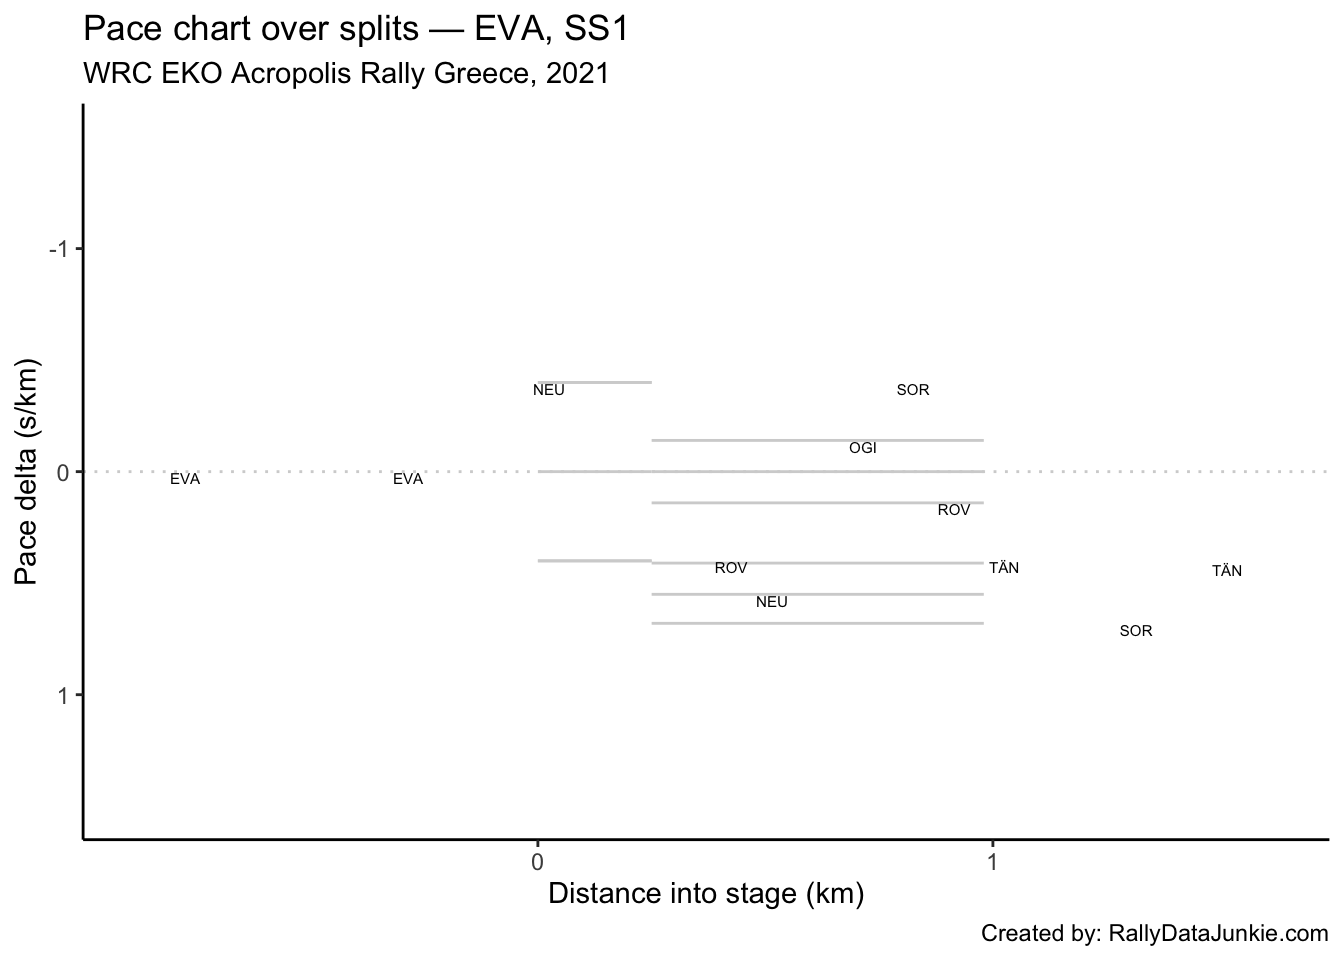 Pace chart over splits — EVA, SS1
WRC EKO Acropolis Rally Greece, 2021
Pace delta (s/km)
-1
0
1
NEU
SOR
OGI
EVA
EVA
ROV
ROV
TÄN
TÄN
NEU
SOR
0
1
Distance into stage (km)
Created by: RallyDataJunkie.com